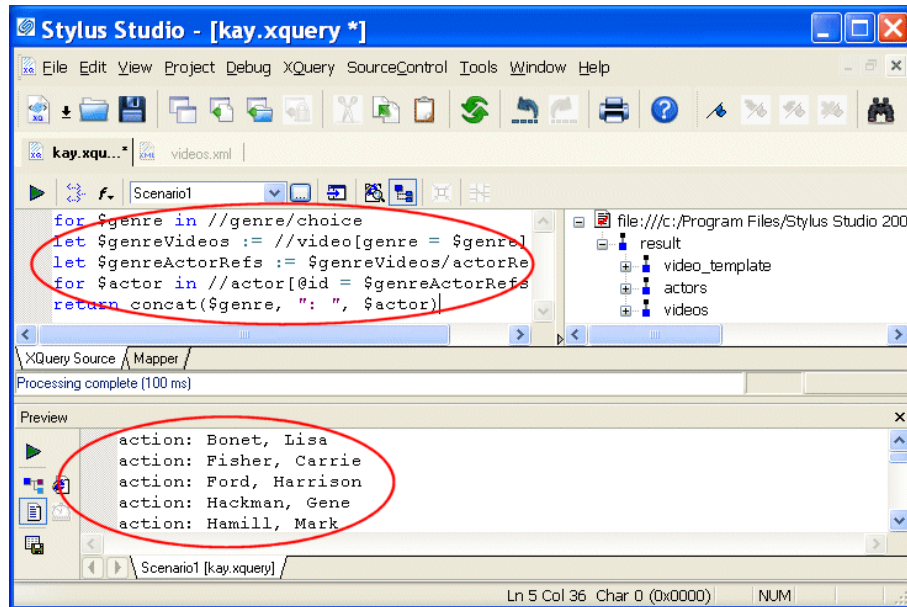 Stylus Studio - [kay.xquery *]
File Edit View Project Debug XQuery SourceControl Tools Window Help
kay.xqu...* videos.xml
Scenario1
for $genre in //genre/choice
let $genreVideos := //video[genre = $genre]
let $genreActorRefs := $genreVideos/actorRe
for $actor in //actor[@id = $genreActorRefs
return concat($genre, ": ", $actor)
file:///c:/Program Files/Stylus Studio 200
result
video_template
actors
videos
XQuery Source Mapper
Processing complete (100 ms)
Preview
action: Bonet, Lisa
action: Fisher, Carrie
action: Ford, Harrison
action: Hackman, Gene
action: Hamill, Mark
Scenario1 [kay.xquery]
Ln 5 Col 36 Char 0 (0x0000) NUM